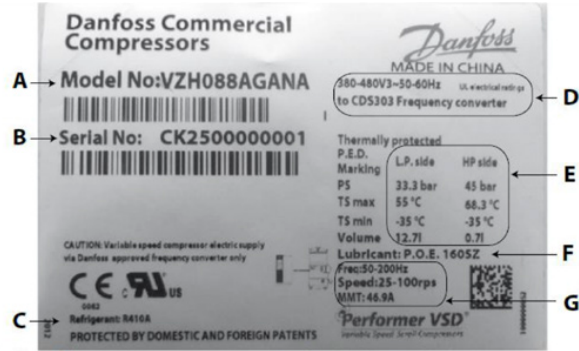 Danfoss Commercial
Compressors
Danfoss
MADE IN CHINA
A
Model No:VZH088AGANA
380-480V3~50-60Hz UL electrical ratings
to CDS303 Frequency converter
D
B
Serial No: CK2500000001
Thermally protected
P.E.D.
Marking L.P. side HP side
PS 33.3 bar 45 bar
TS max 55 °C 68.3 °C
TS min -35 °C -35 °C
Volume 12.7l 0.7l
E
Lubricant: P.O.E. 160SZ
F
CAUTION: Variable speed compressor electric supply
via Danfoss approved frequency converter only
Freq:50-200Hz
Speed:25-100rps
MMT: 46.9A
G
CE
0062
c RU US
C
Refrigerant: R410A
PROTECTED BY DOMESTIC AND FOREIGN PATENTS
Performer VSD
Variable Speed Scroll Compressors